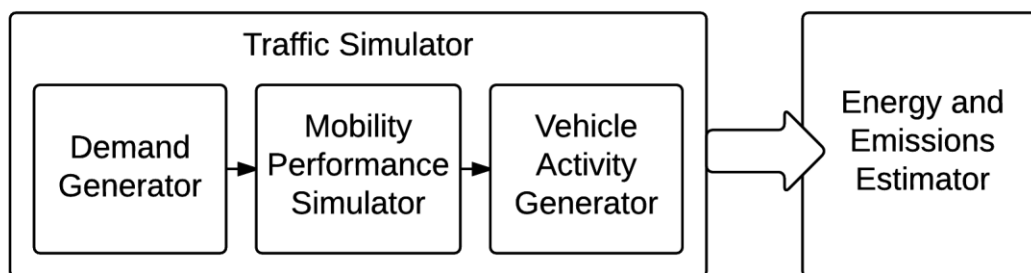 Traffic Simulator
Demand
Generator
Mobility
Performance
Simulator
Vehicle
Activity
Generator
Energy and
Emissions
Estimator